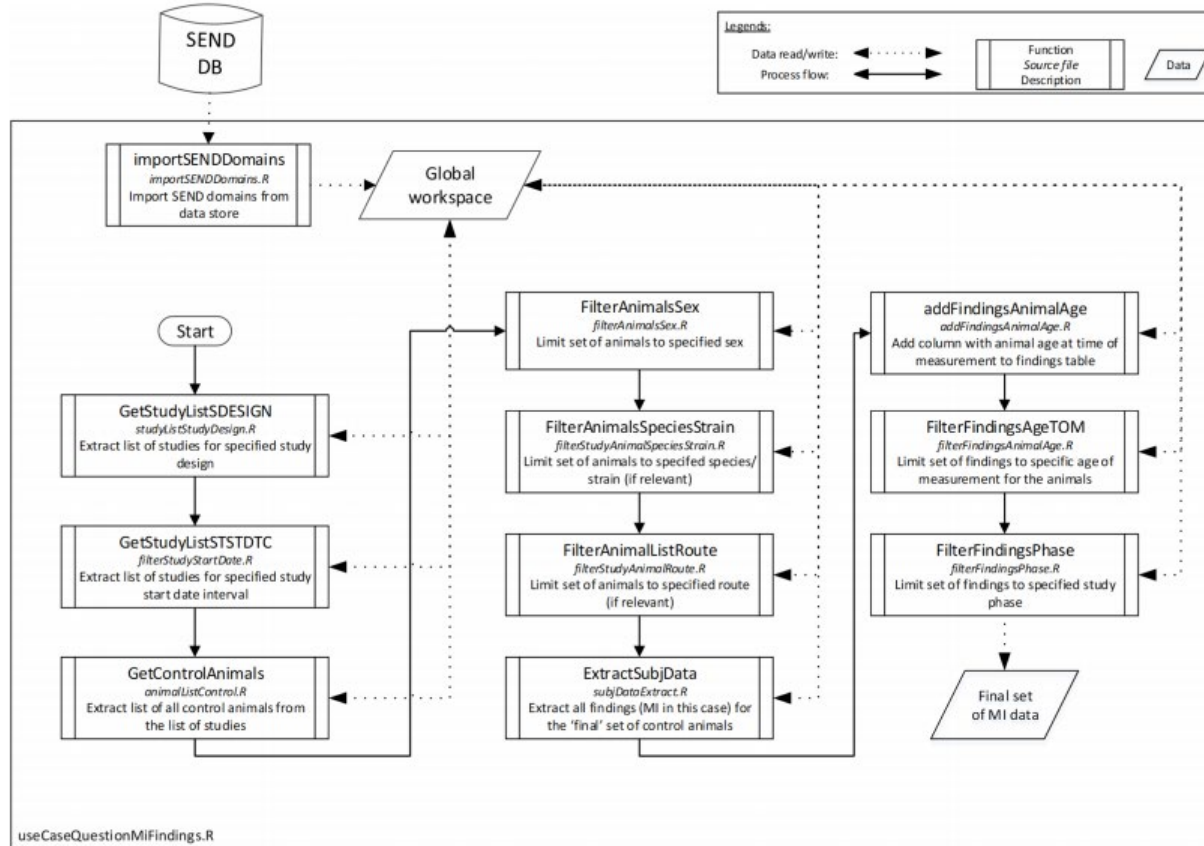 SEND
DB
Legends:
Data read/write:
Process flow:
Function
Source file
Description
Data
importSENDDomains
importSENDDomains.R
Import SEND domains from
data store
Global
workspace
Start
GetStudyListSDESIGN
studyListStudyDesign.R
Extract list of studies for specified study
design
GetStudyListSTSTDTC
filterStudyStartDate.R
Extract list of studies for specified study
start date interval
GetControlAnimals
animalListControl.R
Extract list of all control animals from
the list of studies
FilterAnimalsSex
filterAnimalsSex.R
Limit set of animals to specified sex
FilterAnimalsSpeciesStrain
filterStudyAnimalSpeciesStrain.R
Limit set of animals to specifed species/
strain (if relevant)
FilterAnimalListRoute
filterStudyAnimalRoute.R
Limit set of animals to specified route
(if relevant)
ExtractSubjData
subjDataExtract.R
Extract all findings (MI in this case) for
the ‘final’ set of control animals
addFindingsAnimalAge
addFindingsAnimalAge.R
Add column with animal age at time of
measurement to findings table
FilterFindingsAgeTOM
filterFindingsAnimalAge.R
Limit set of findings to specific age of
measurement for the animals
FilterFindingsPhase
filterFindingsPhase.R
Limit set of findings to specified study
phase
Final set
of MI data
useCaseQuestionMiFindings.R